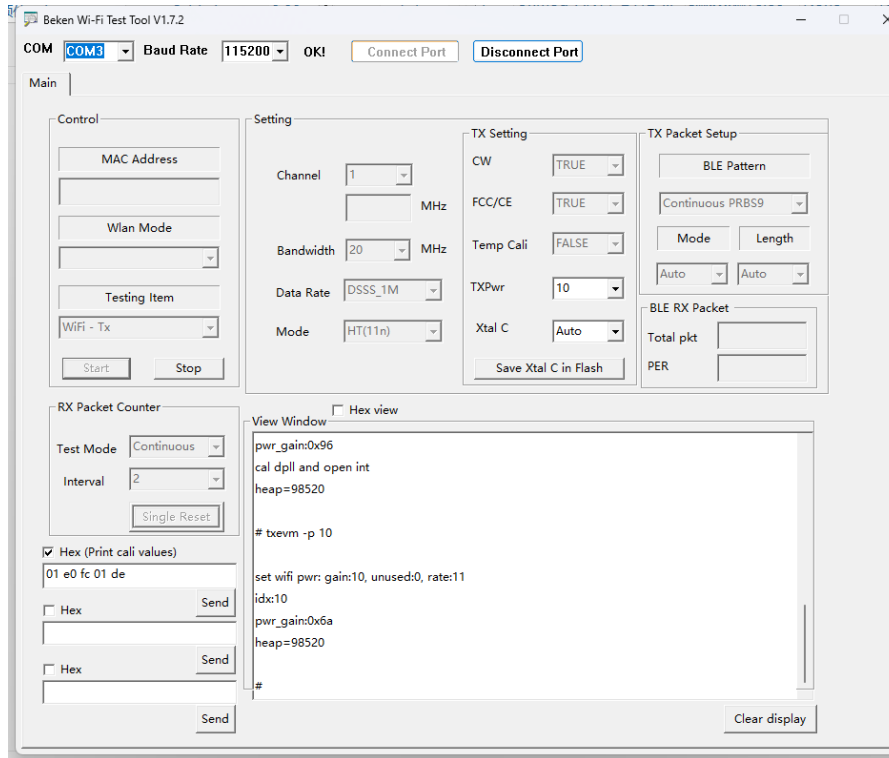 Beken Wi-Fi Test Tool V1.7.2
COM COM3 Baud Rate 115200 OK! Connect Port Disconnect Port
Main
Control
MAC Address
Wlan Mode
Testing Item
WiFi - Tx
Start Stop
Setting
Channel 1
MHz
Bandwidth 20 MHz
Data Rate DSSS_1M
Mode HT(11n)
TX Setting
CW TRUE
FCC/CE TRUE
Temp Cali FALSE
TXPwr 10
Xtal C Auto
Save Xtal C in Flash
TX Packet Setup
BLE Pattern
Continuous PRBS9
Mode Length
Auto Auto
BLE RX Packet
Total pkt
PER
RX Packet Counter
Test Mode Continuous
Interval 2
Single Reset
Hex (Print cali values)
01 e0 fc 01 de
Send
Hex
Send
Hex
Send
Hex view
View Window
pwr_gain:0x96
cal dpll and open int
heap=98520
# txevm -p 10
set wifi pwr: gain:10, unused:0, rate:11
idx:10
pwr_gain:0x6a
heap=98520
#
Clear display